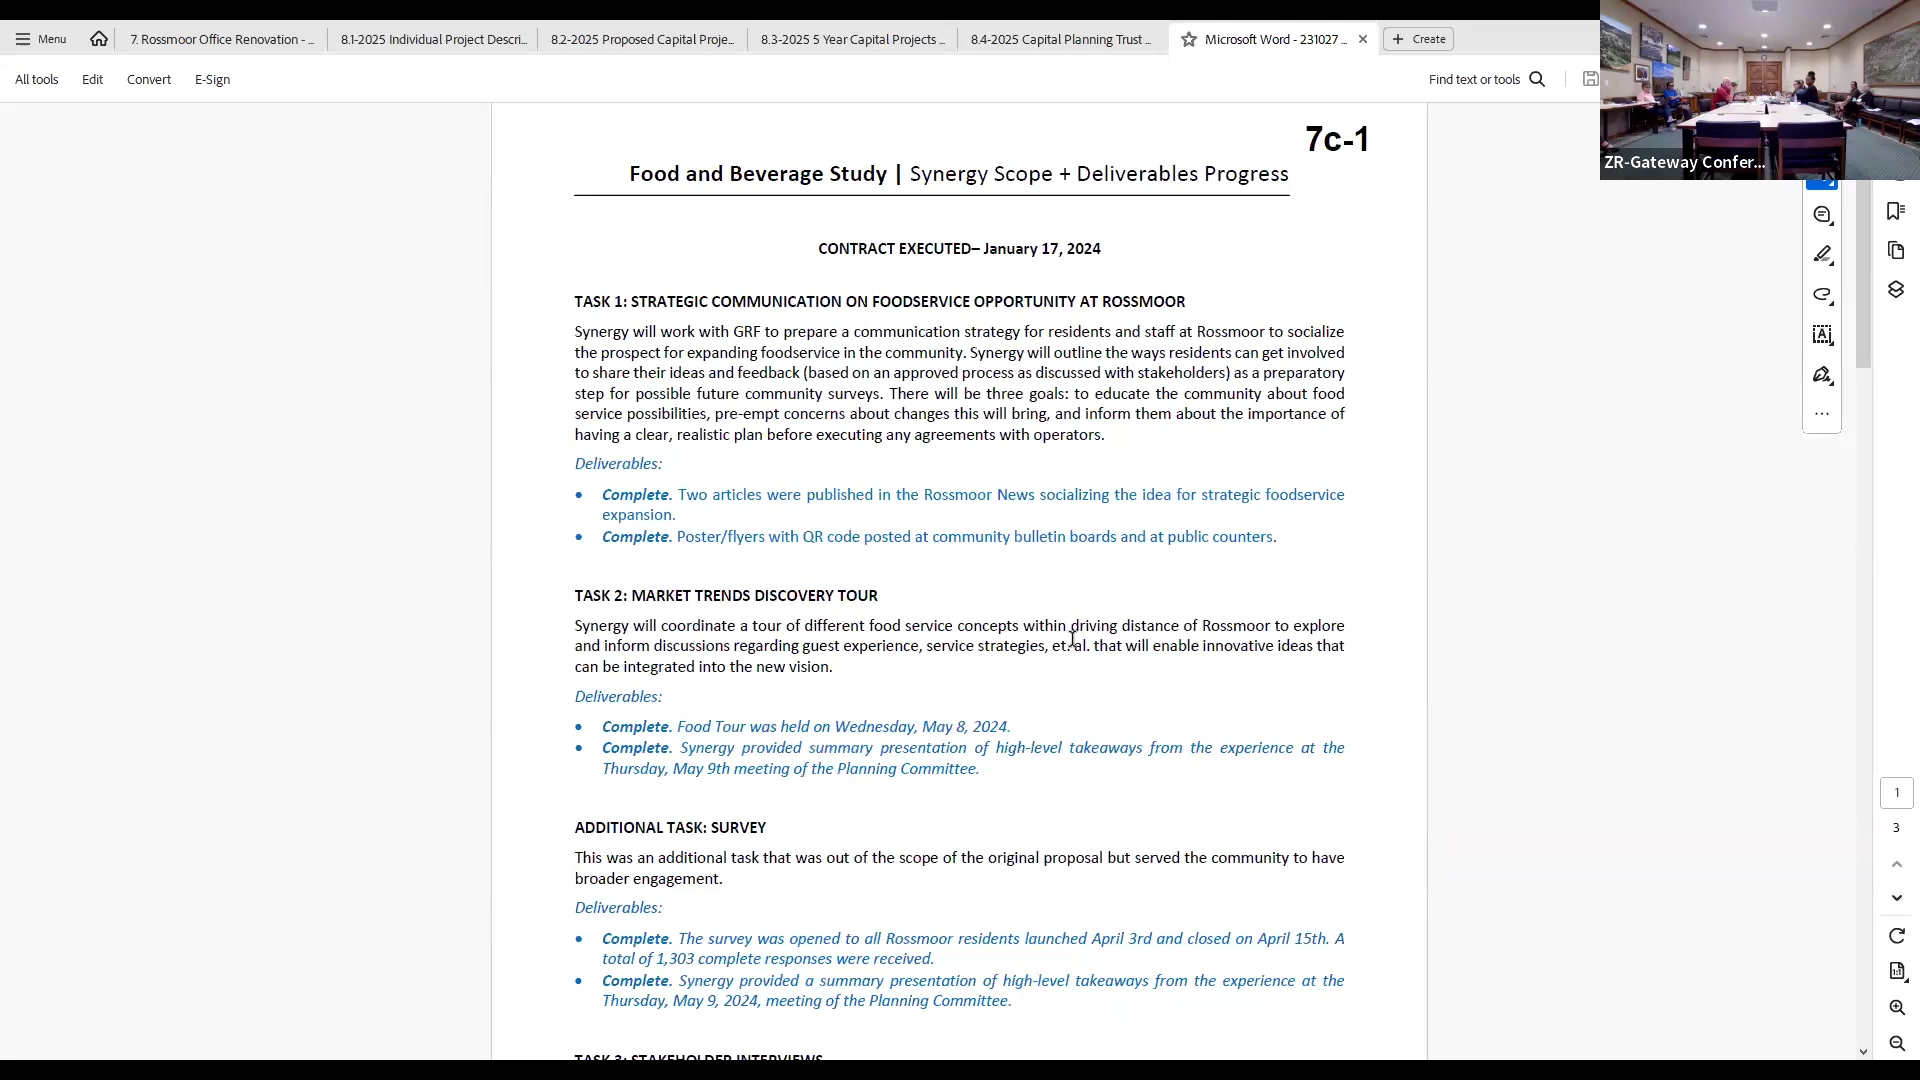 Menu
7. Rossmoor Office Renovation - ...
8.1-2025 Individual Project Descri...
8.2-2025 Proposed Capital Proje...
8.3-2025 5 Year Capital Projects ...
8.4-2025 Capital Planning Trust ...
Microsoft Word - 231027 ...
Create
All tools
Edit
Convert
E-Sign
Find text or tools
ZR-Gateway Confer...
7c-1
Food and Beverage Study | Synergy Scope + Deliverables Progress
CONTRACT EXECUTED– January 17, 2024
TASK 1: STRATEGIC COMMUNICATION ON FOODSERVICE OPPORTUNITY AT ROSSMOOR
Synergy will work with GRF to prepare a communication strategy for residents and staff at Rossmoor to socialize
the prospect for expanding foodservice in the community. Synergy will outline the ways residents can get involved
to share their ideas and feedback (based on an approved process as discussed with stakeholders) as a preparatory
step for possible future community surveys. There will be three goals: to educate the community about food
service possibilities, pre-empt concerns about changes this will bring, and inform them about the importance of
having a clear, realistic plan before executing any agreements with operators.
Deliverables:
• Complete. Two articles were published in the Rossmoor News socializing the idea for strategic foodservice
expansion.
• Complete. Poster/flyers with QR code posted at community bulletin boards and at public counters.
TASK 2: MARKET TRENDS DISCOVERY TOUR
Synergy will coordinate a tour of different food service concepts within driving distance of Rossmoor to explore
and inform discussions regarding guest experience, service strategies, et. al. that will enable innovative ideas that
can be integrated into the new vision.
Deliverables:
• Complete. Food Tour was held on Wednesday, May 8, 2024.
• Complete. Synergy provided summary presentation of high-level takeaways from the experience at the
Thursday, May 9th meeting of the Planning Committee.
ADDITIONAL TASK: SURVEY
This was an additional task that was out of the scope of the original proposal but served the community to have
broader engagement.
Deliverables:
• Complete. The survey was opened to all Rossmoor residents launched April 3rd and closed on April 15th. A
total of 1,303 complete responses were received.
• Complete. Synergy provided a summary presentation of high-level takeaways from the experience at the
Thursday, May 9, 2024, meeting of the Planning Committee.
TASK 3: STAKEHOLDER INTERVIEWS
1
3